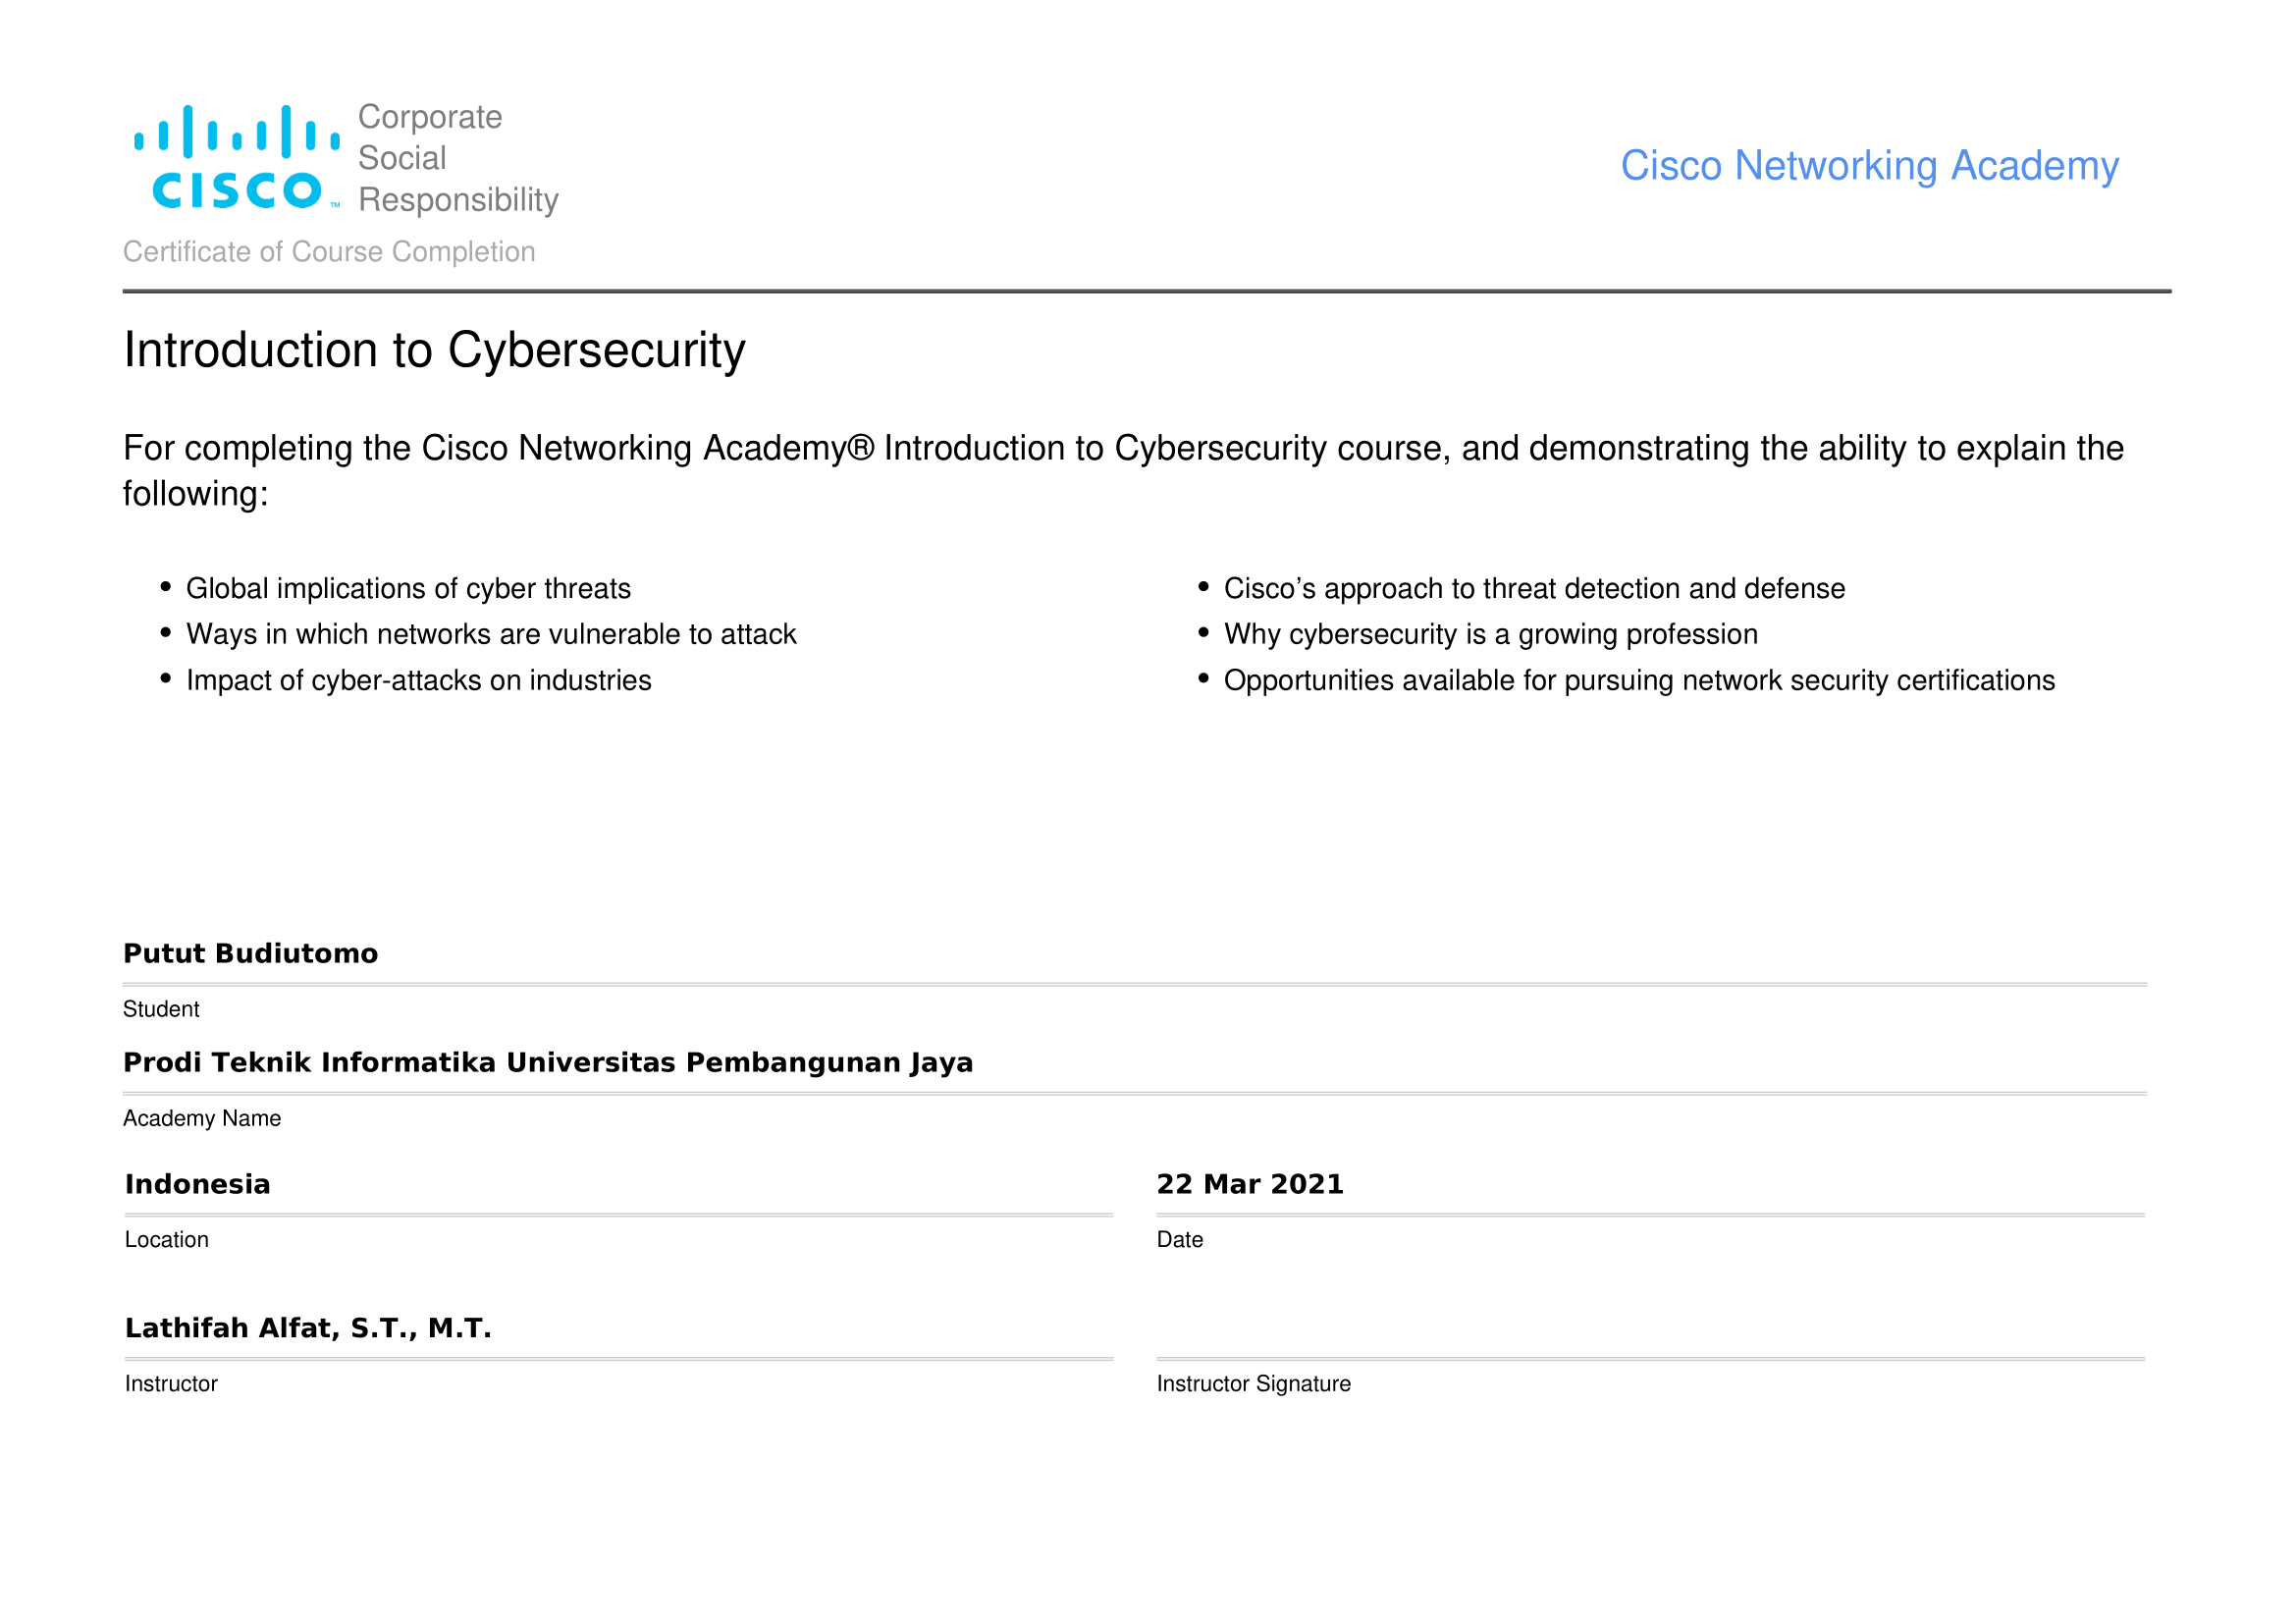 Corporate
Social
Responsibility
CISCO™
Cisco Networking Academy
Certificate of Course Completion
Introduction to Cybersecurity
For completing the Cisco Networking Academy® Introduction to Cybersecurity course, and demonstrating the ability to explain the
following:
• Global implications of cyber threats
• Ways in which networks are vulnerable to attack
• Impact of cyber-attacks on industries
• Cisco’s approach to threat detection and defense
• Why cybersecurity is a growing profession
• Opportunities available for pursuing network security certifications
Putut Budiutomo
Student
Prodi Teknik Informatika Universitas Pembangunan Jaya
Academy Name
Indonesia
Location
22 Mar 2021
Date
Lathifah Alfat, S.T., M.T.
Instructor
Instructor Signature